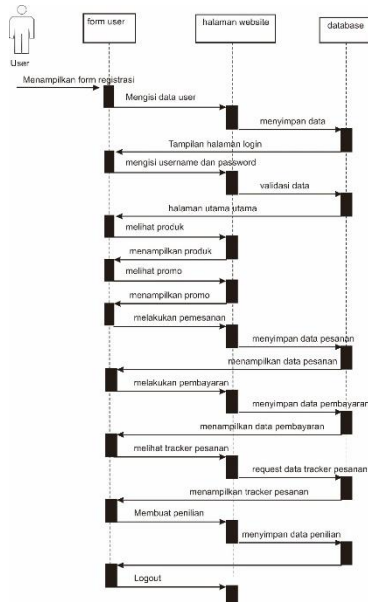 form user
halaman website
database
User
Menampilkan form registrasi
Mengisi data user
menyimpan data
Tampilan halaman login
mengisi username dan password
validasi data
halaman utama utama
melihat produk
menampilkan produk
melihat promo
menampilkan promo
melakukan pemesanan
menyimpan data pesanan
menampilkan data pesanan
melakukan pembayaran
menyimpan data pembayaran
menampilkan data pembayaran
melihat tracker pesanan
request data tracker pesanan
menampilkan tracker pesanan
Membuat penilian
menyimpan data penilian
Logout